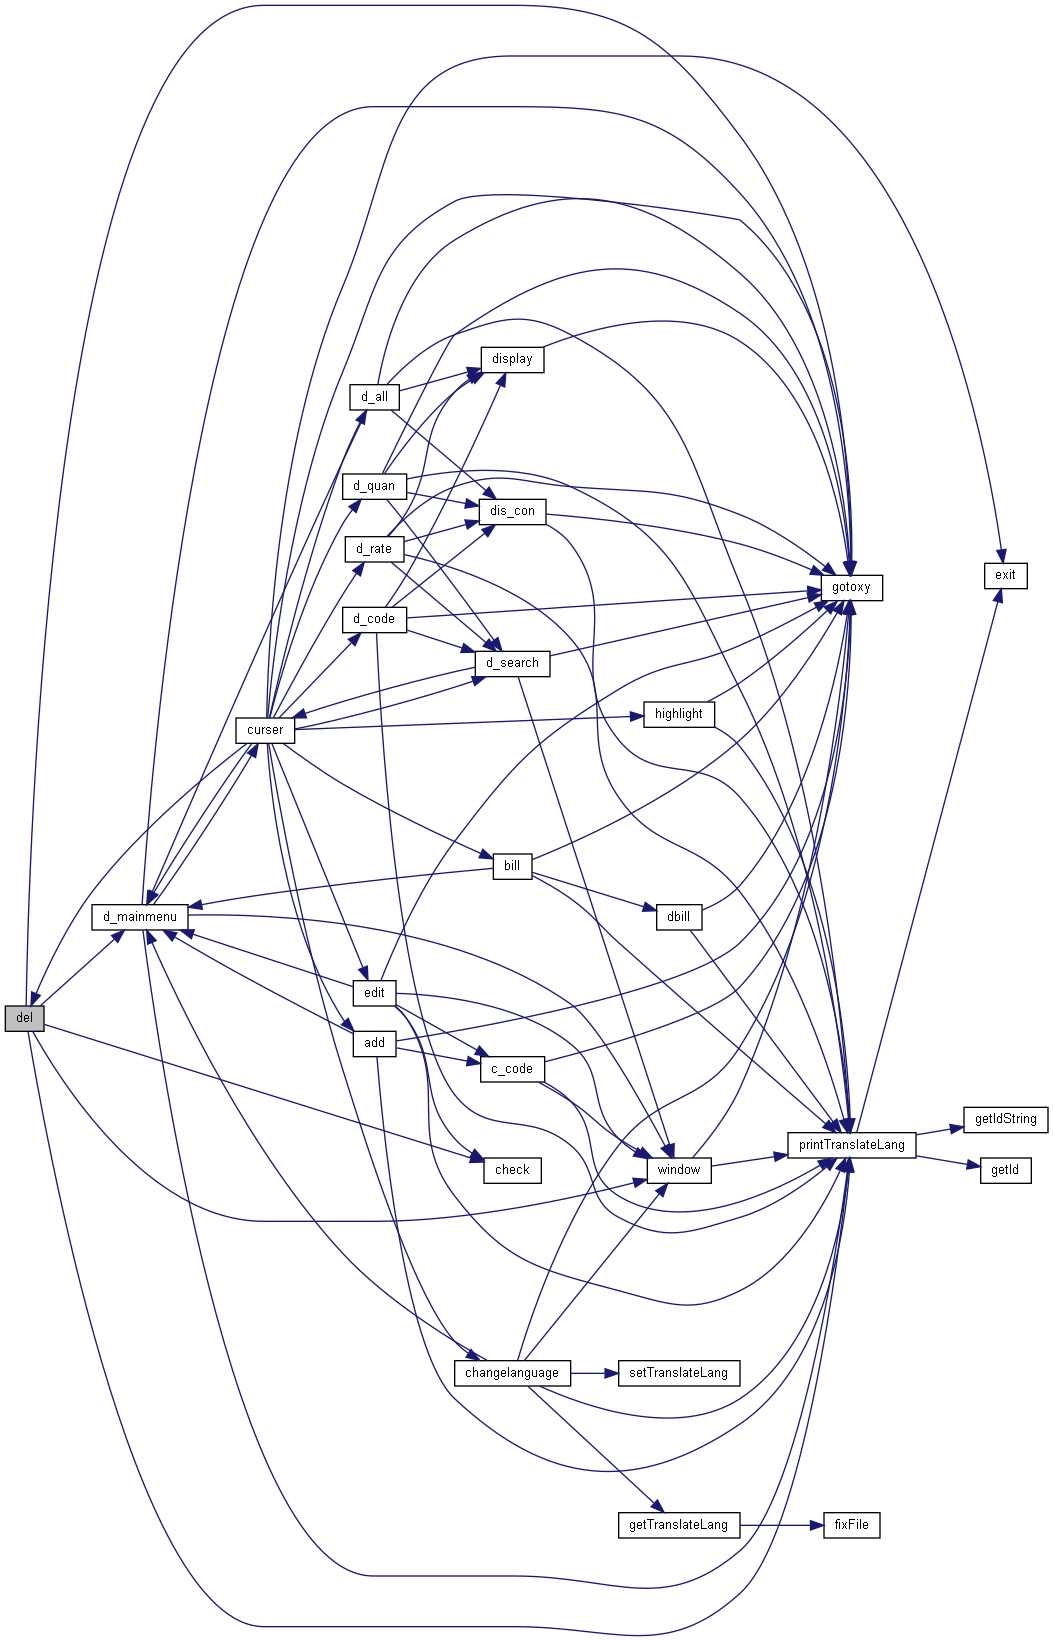 display
d_all
d_quan
dis_con
d_rate
exit
gotoxy
d_code
d_search
highlight
curser
bill
d_mainmenu
dbill
edit
del
add
c_code
getIdString
printTranslateLang
check
window
getId
changelanguage
setTranslateLang
getTranslateLang
fixFile